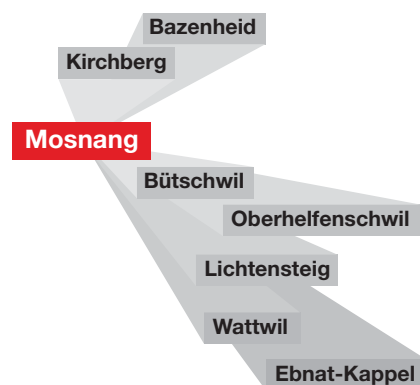 Bazenheid
Kirchberg
Mosnang
Bütschwil
Oberhelfenschwil
Lichtensteig
Wattwil
Ebnat-Kappel